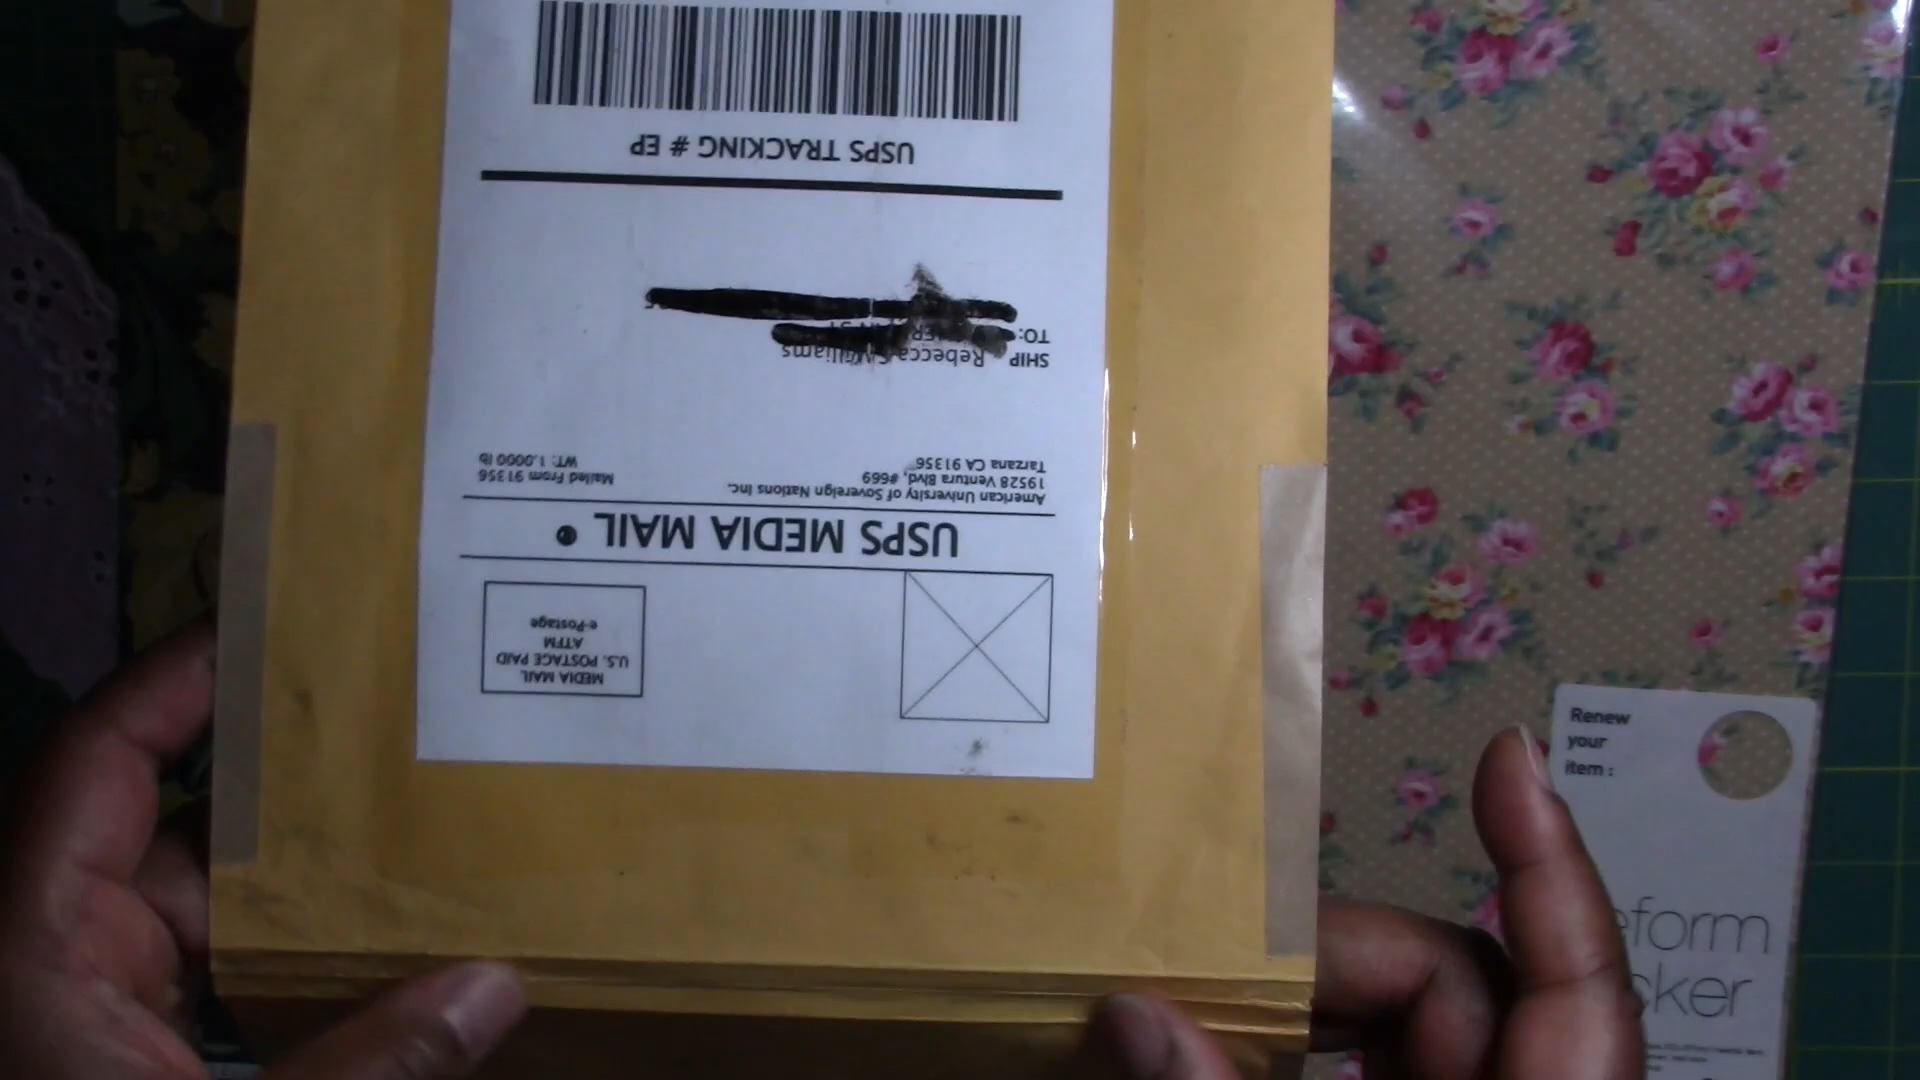 MEDIA MAIL
U.S. POSTAGE PAID
ATFM
e-Postage
USPS MEDIA MAIL
American University of Sovereign Nations Inc.
19528 Ventura Blvd, #669
Tarzana CA 91356
Mailed From 91356
WT: 1.0000 lb
SHIP
TO:
Rebecca Williams
USPS TRACKING # EP
Renew
your
item :